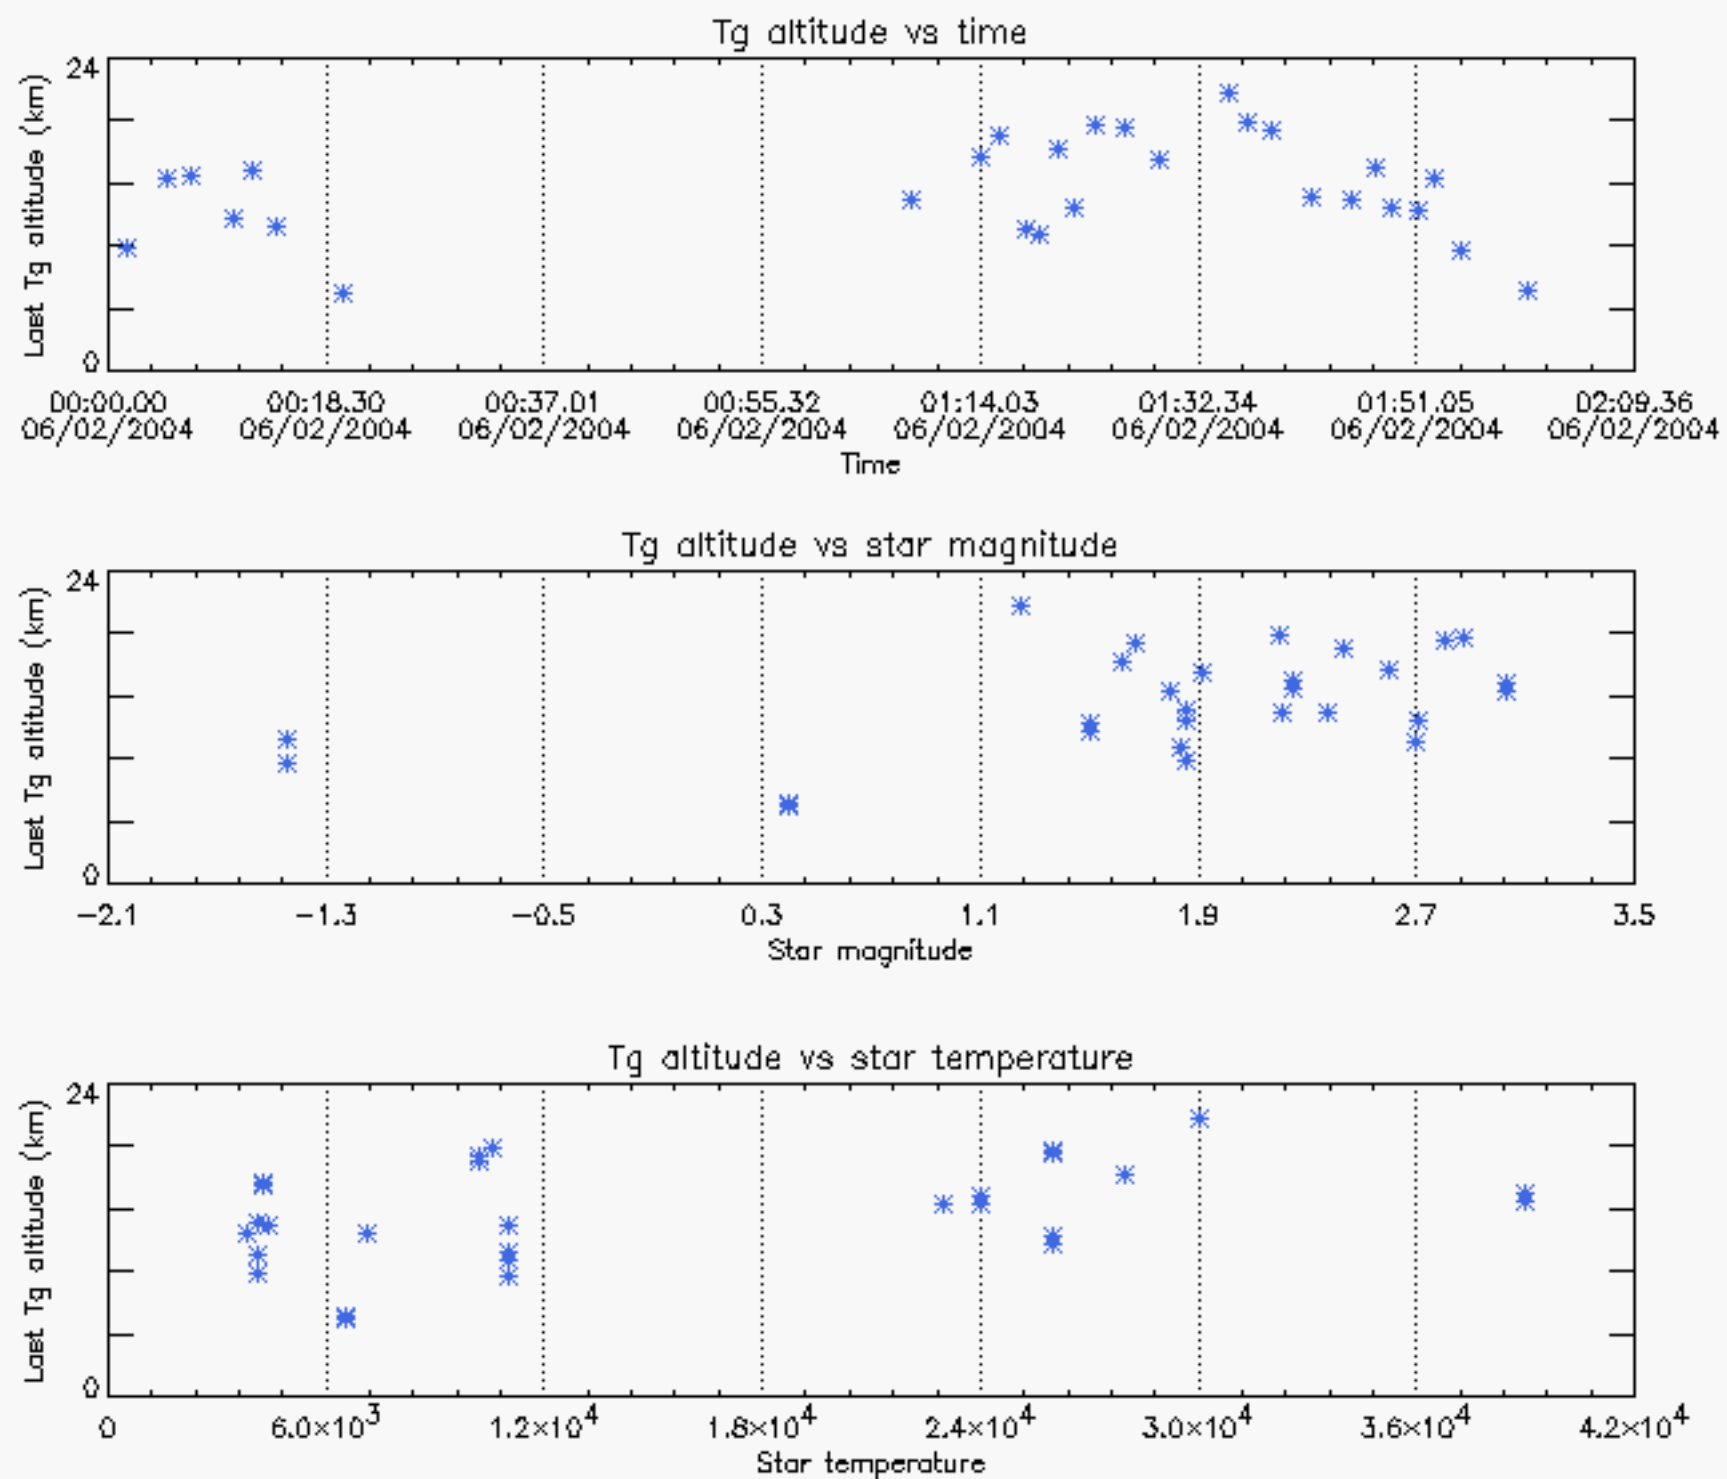 Tg altitude vs time
24
Last Tg altitude (km)
0
00:00.00 00:18.30 00:37.01 00:55.32 01:14.03 01:32.34 01:51.05 02:09.36
06/02/2004 06/02/2004 06/02/2004 06/02/2004 06/02/2004 06/02/2004 06/02/2004 06/02/2004
Time
Tg altitude vs star magnitude
24
Last Tg altitude (km)
0
−2.1 −1.3 −0.5 0.3 1.1 1.9 2.7 3.5
Star magnitude
Tg altitude vs star temperature
24
Last Tg altitude (km)
0
0 6.0×10³ 1.2×10⁴ 1.8×10⁴ 2.4×10⁴ 3.0×10⁴ 3.6×10⁴ 4.2×10⁴
Star temperature